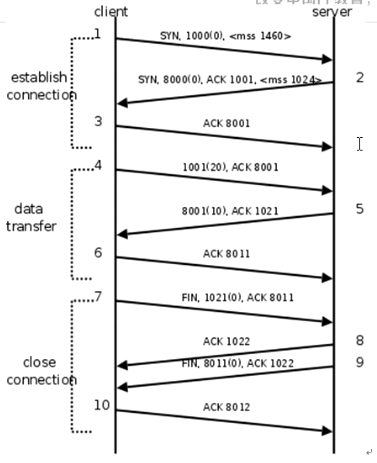 client
server
1
SYN, 1000(0), <mss 1460>
establish
connection
SYN, 8000(0), ACK 1001, <mss 1024>
2
3
ACK 8001
4
1001(20), ACK 8001
data
transfer
8001(10), ACK 1021
5
6
ACK 8011
7
FIN, 1021(0), ACK 8011
close
connection
ACK 1022
8
FIN, 8011(0), ACK 1022
9
10
ACK 8012